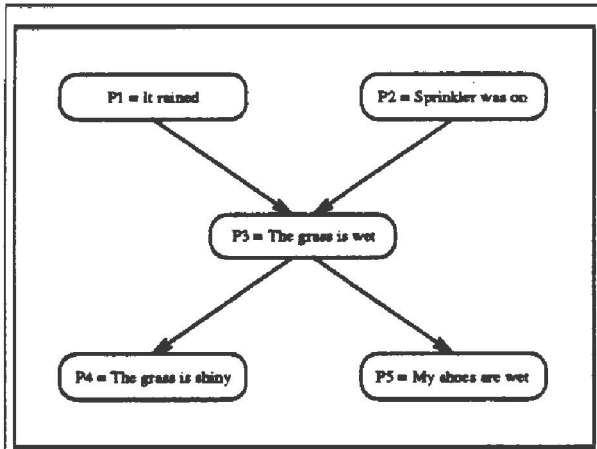 P1 = It rained
P2 = Sprinkler was on
P3 = The grass is wet
P4 = The grass is shiny
P5 = My shoes are wet